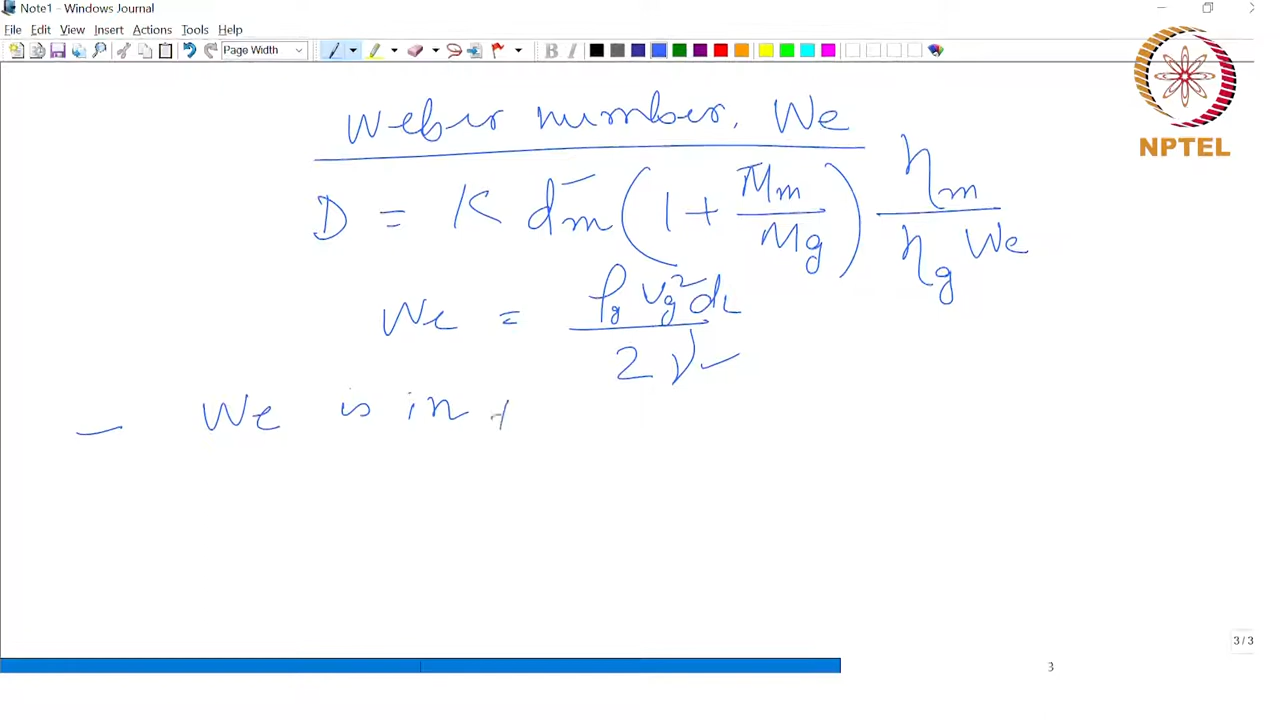 Note1 - Windows Journal
File Edit View Insert Actions Tools Help
Page Width
B I
NPTEL
Weber number. We
D = K d̄m (1 + Mm/Mg) ηm/(ηg We)
We = ρg vg² dL / 2γ
We is in
3 / 3
3